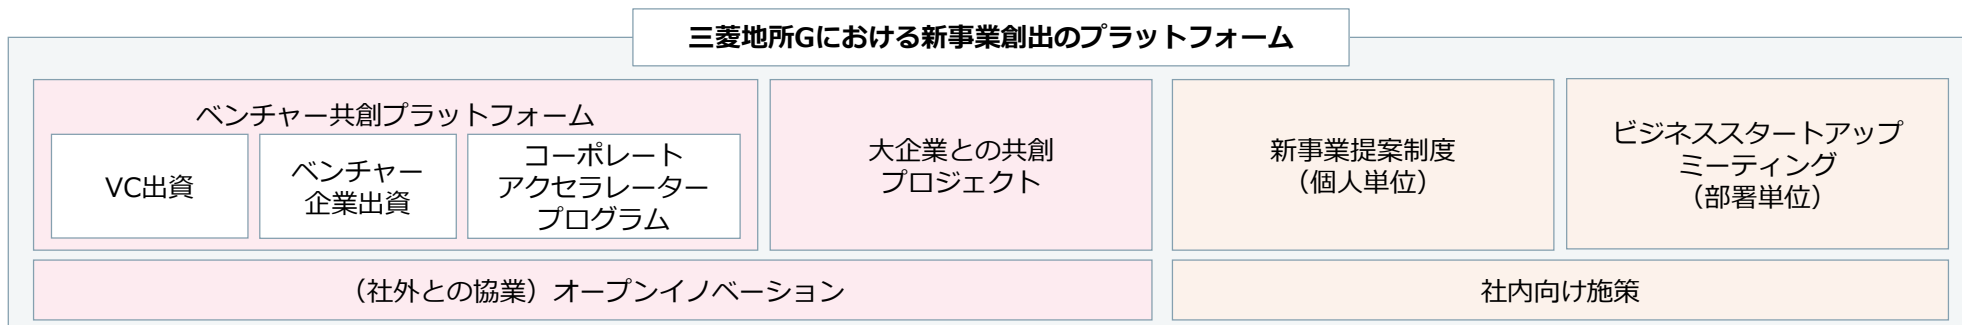 三菱地所Gにおける新事業創出のプラットフォーム
ベンチャー共創プラットフォーム
VC出資
ベンチャー
企業出資
コーポレート
アクセラレーター
プログラム
大企業との共創
プロジェクト
新事業提案制度
（個人単位）
ビジネススタートアップ
ミーティング
（部署単位）
（社外との協業）オープンイノベーション
社内向け施策